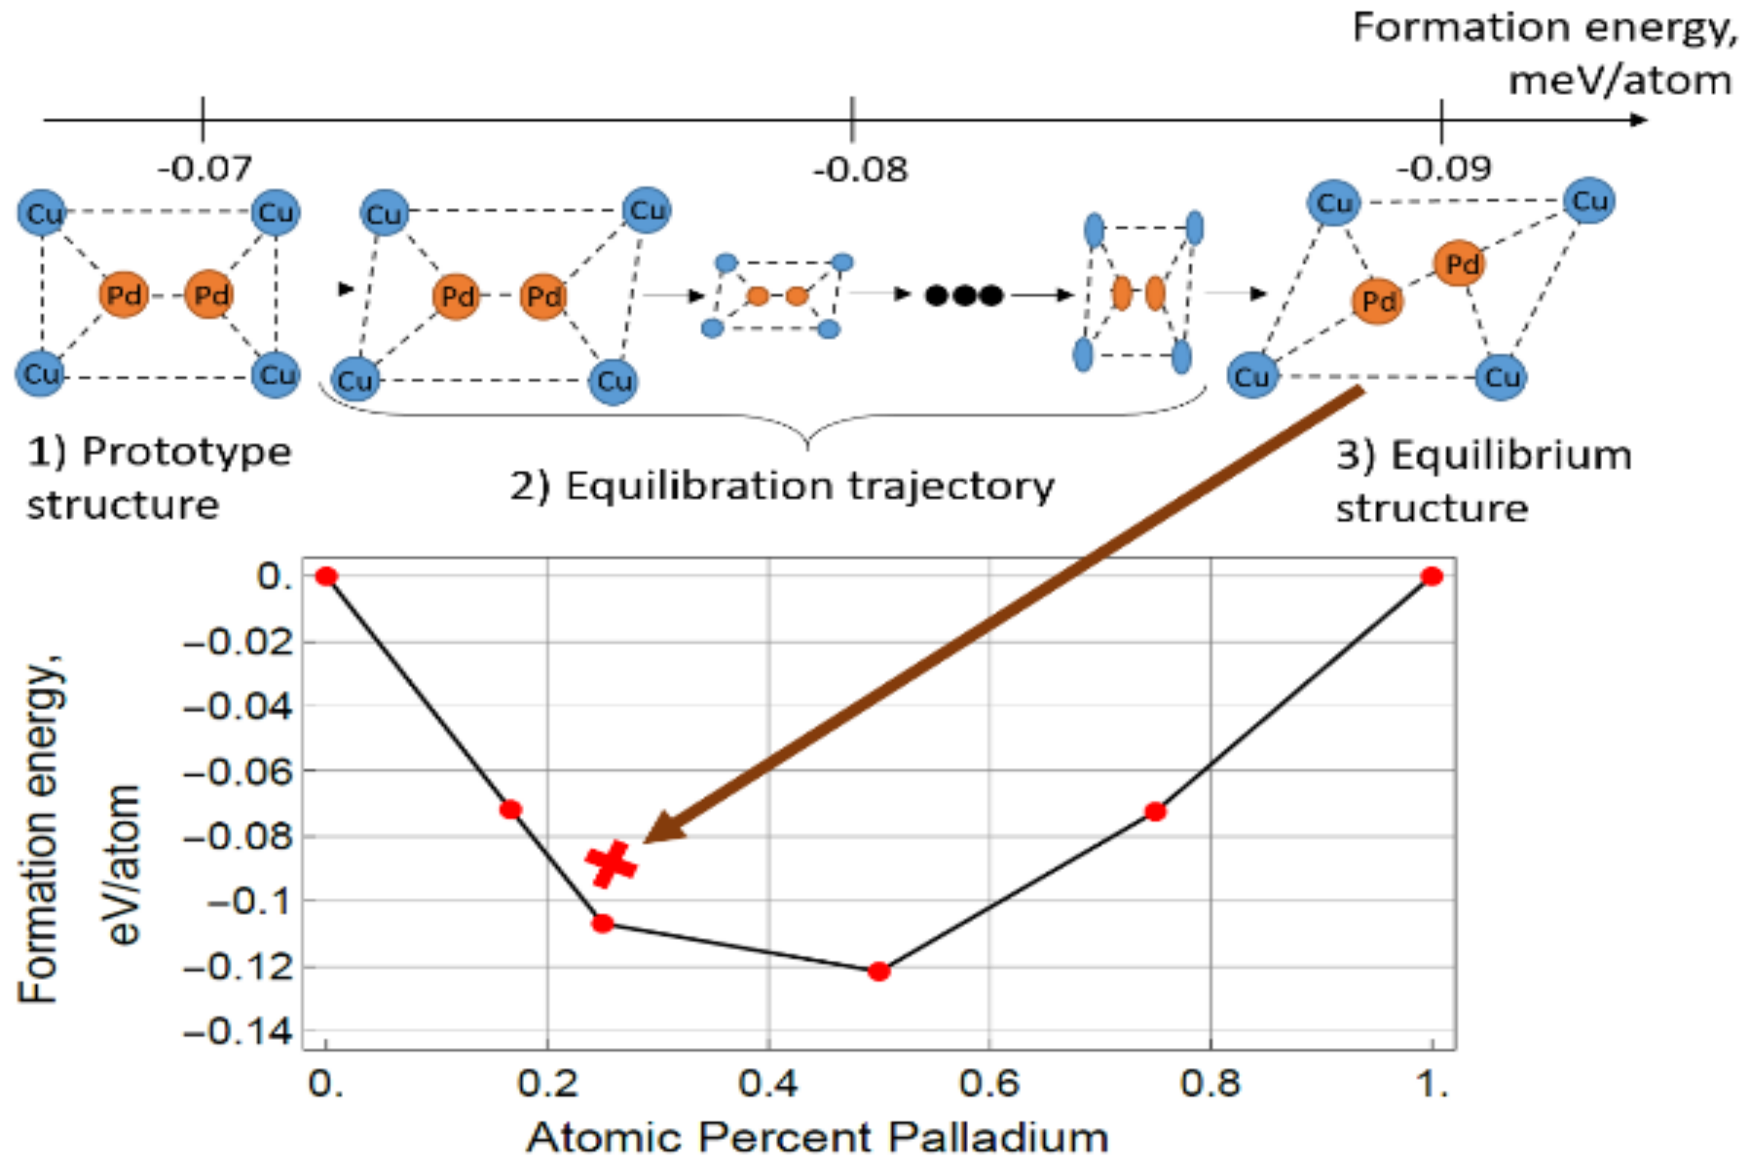 Formation energy,
meV/atom
-0.07
-0.08
-0.09
Cu Cu Cu Cu Cu Cu
Pd
Pd Pd Pd Pd
Pd
Cu Cu Cu Cu Cu Cu
1) Prototype
structure
2) Equilibration trajectory
3) Equilibrium
structure
Formation energy,
eV/atom
0.
−0.02
−0.04
−0.06
−0.08
−0.1
−0.12
−0.14
0. 0.2 0.4 0.6 0.8 1.
Atomic Percent Palladium